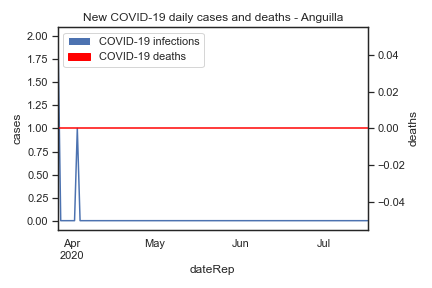 New COVID-19 daily cases and deaths - Anguilla
COVID-19 infections
COVID-19 deaths
cases
2.00
1.75
1.50
1.25
1.00
0.75
0.50
0.25
0.00
0.04
0.02
0.00
−0.02
−0.04
deaths
Apr
2020
May
Jun
Jul
dateRep